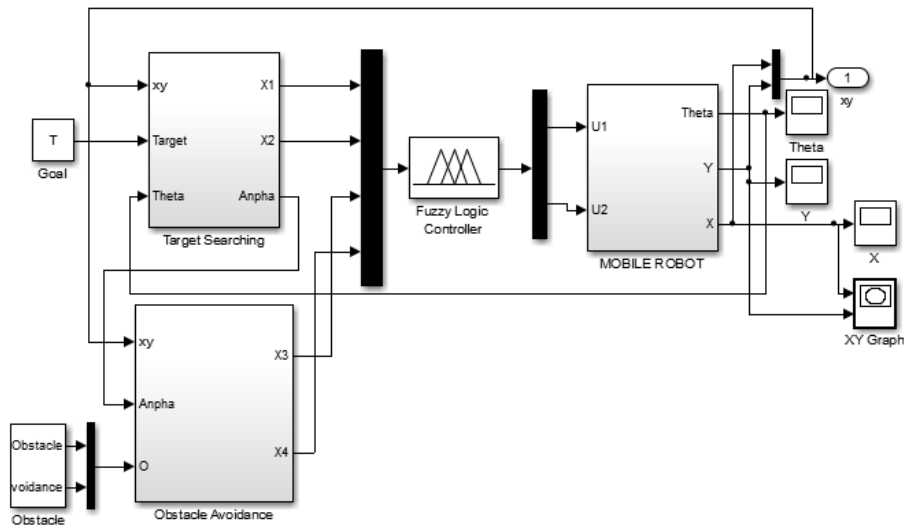 xy
Target
Theta
X1
X2
Anpha
Target Searching
T
Goal
xy
Anpha
O
X3
X4
Obstacle Avoidance
Obstacle
voidance
Obstacle
Fuzzy Logic
Controller
U1
U2
Theta
Y
X
MOBILE ROBOT
1
xy
Theta
Y
X
XY Graph